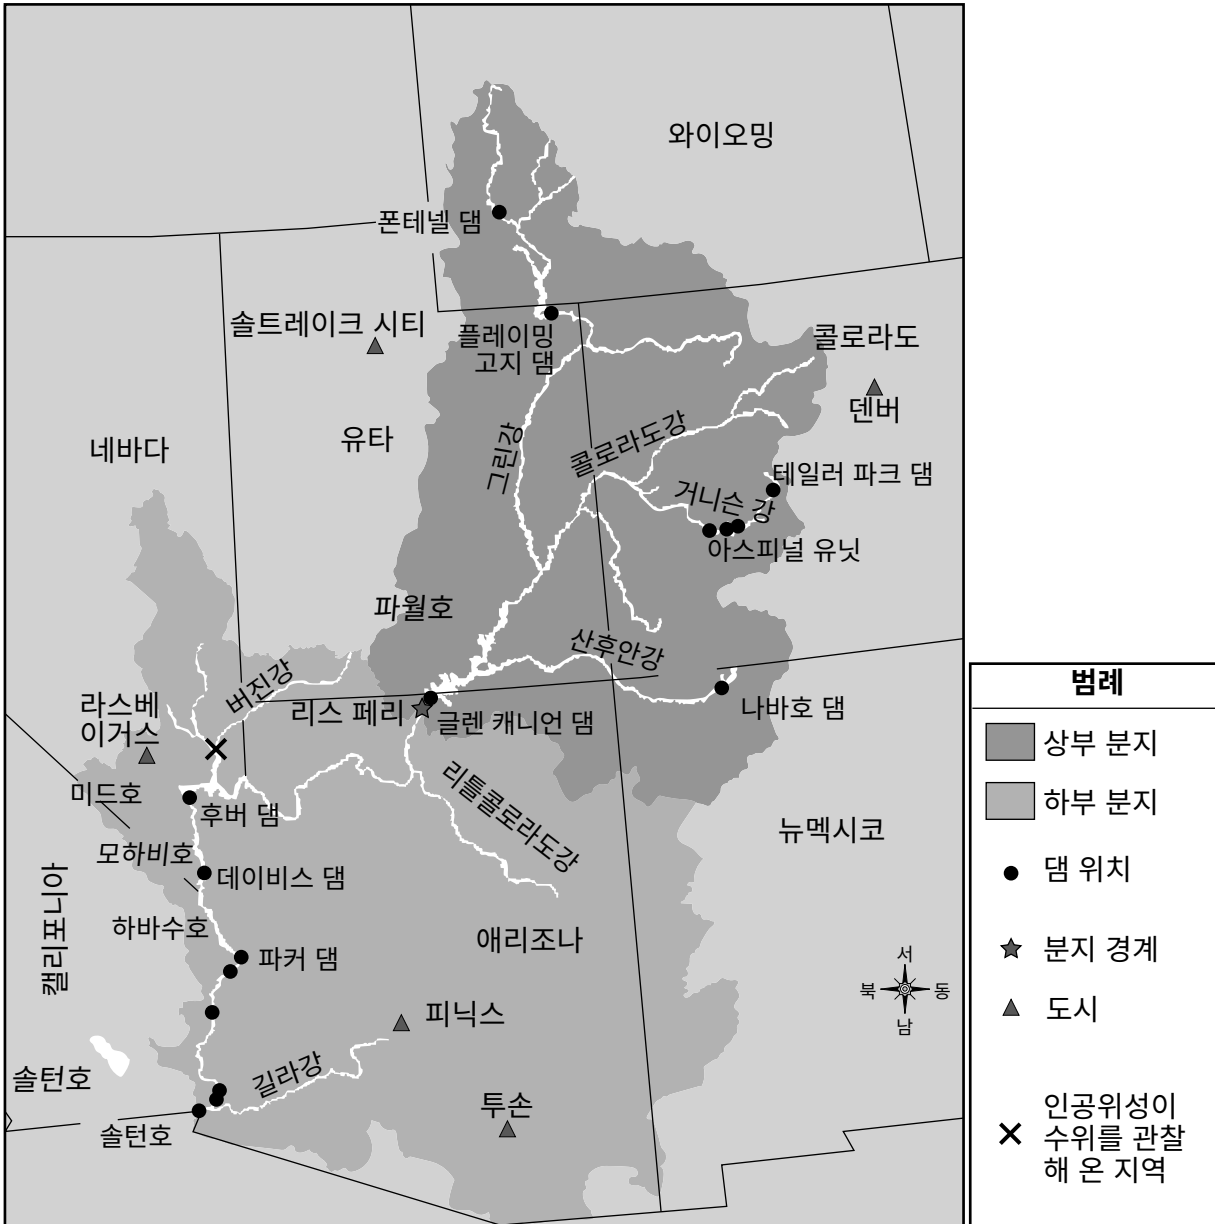 와이오밍
폰테넬 댐
솔트레이크 시티
플레이밍
고지 댐
콜로라도
덴버
네바다
유타
그린강
콜로라도강
거니슨 강
테일러 파크 댐
아스피널 유닛
파월호
산후안강
버진강
라스베
이거스
리스 페리
글렌 캐니언 댐
나바호 댐
미드호
후버 댐
리틀콜로라도강
뉴멕시코
모하비호
데이비스 댐
캘리포니아
하바수호
파커 댐
애리조나
서
북
동
남
피닉스
솔턴호
길라강
투손
솔턴호
범례
상부 분지
하부 분지
댐 위치
분지 경계
도시
인공위성이
수위를 관찰
해 온 지역